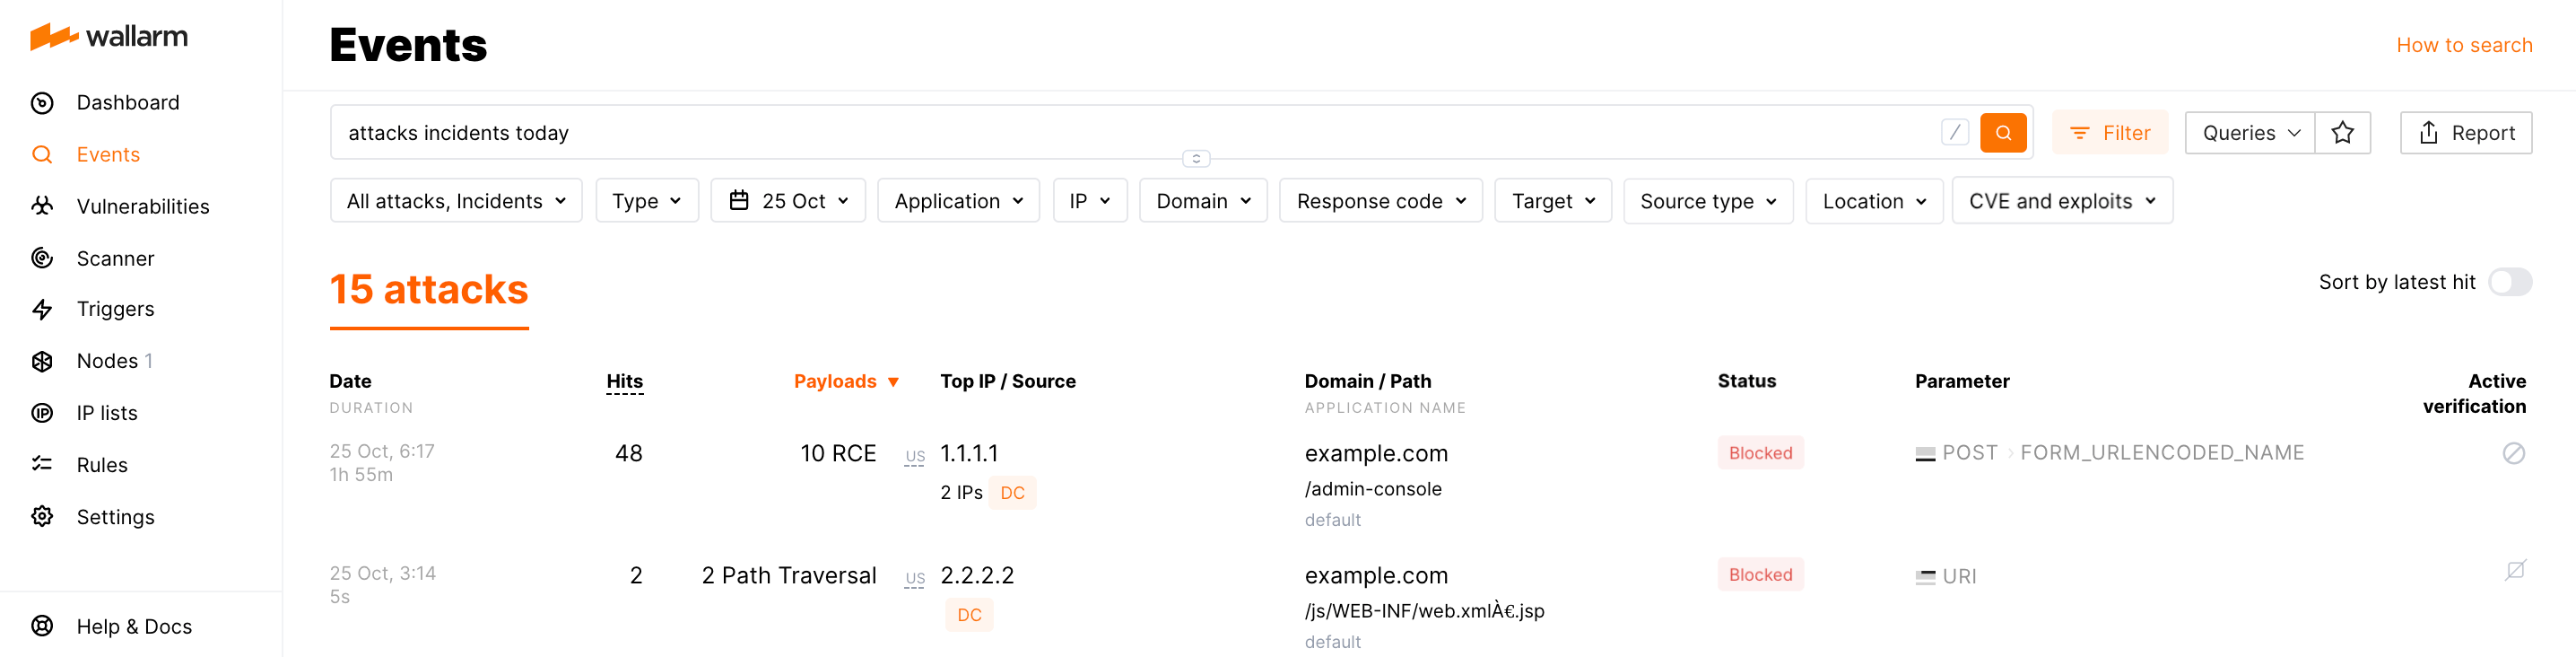 wallarm
Dashboard
Events
Vulnerabilities
Scanner
Triggers
Nodes 1
IP lists
Rules
Settings
Help & Docs
Events
How to search
attacks incidents today
/
Filter
Queries
Report
All attacks, Incidents
Type
25 Oct
Application
IP
Domain
Response code
Target
Source type
Location
CVE and exploits
15 attacks
Sort by latest hit
Date
DURATION
Hits
Payloads ▼
Top IP / Source
Domain / Path
APPLICATION NAME
Status
Parameter
Active
verification
25 Oct, 6:17
1h 55m
48
10 RCE
US
1.1.1.1
2 IPs DC
example.com
/admin-console
default
Blocked
POST › FORM_URLENCODED_NAME
25 Oct, 3:14
5s
2
2 Path Traversal
US
2.2.2.2
DC
example.com
/js/WEB-INF/web.xmlÀ€.jsp
default
Blocked
URI